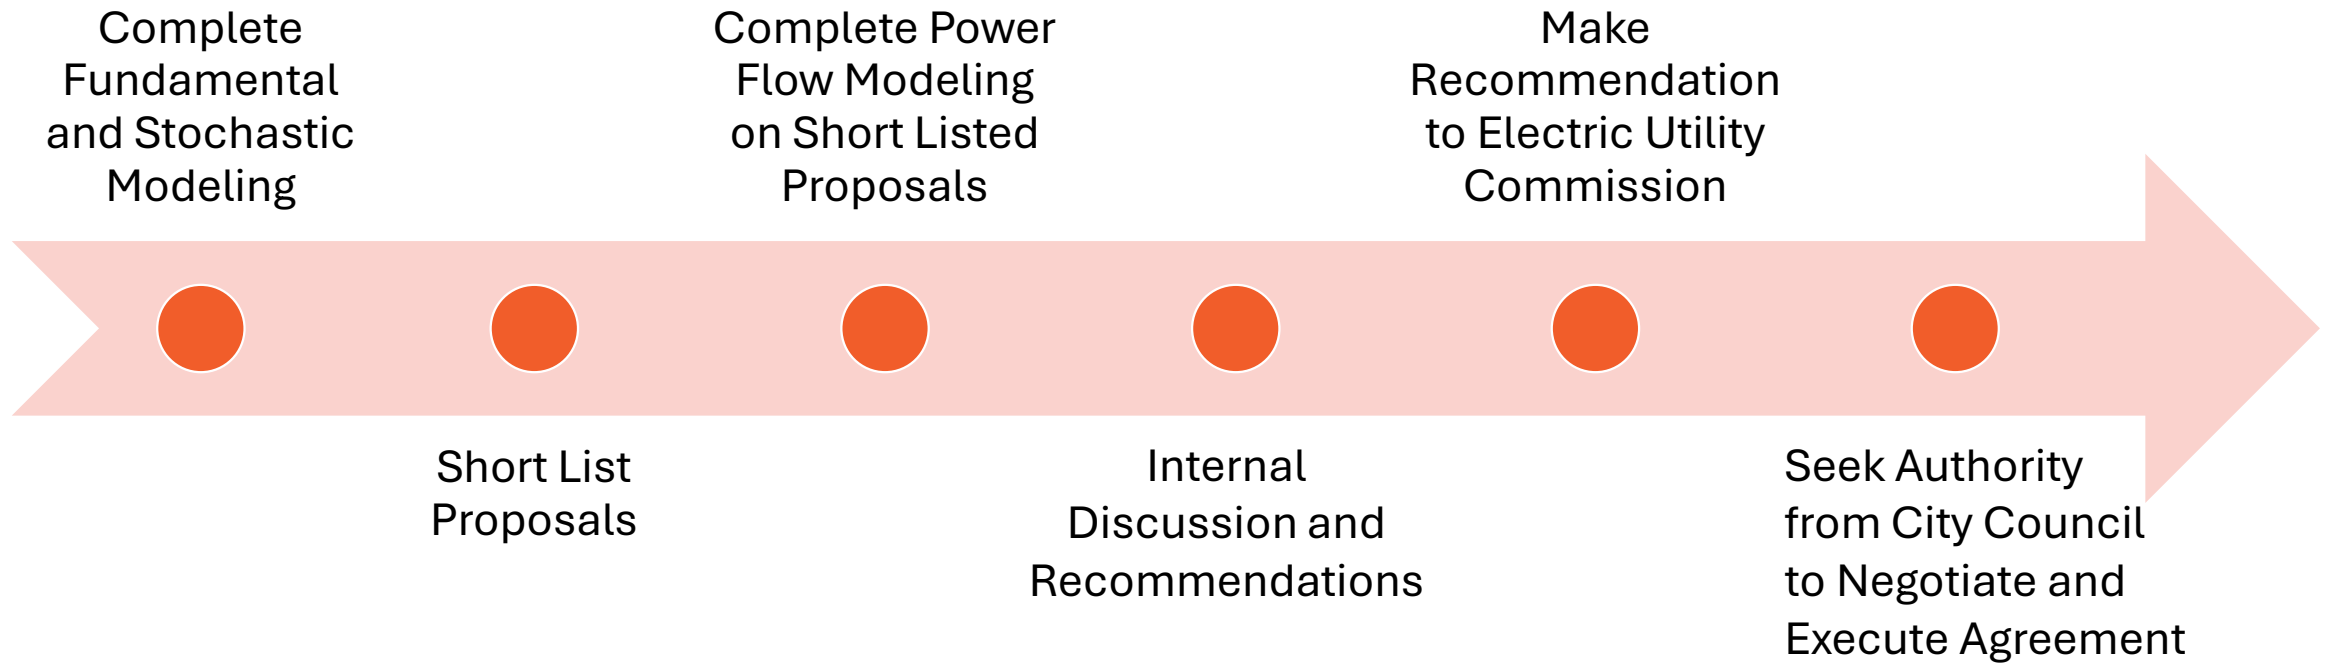 Complete
Fundamental
and Stochastic
Modeling
Short List
Proposals
Complete Power
Flow Modeling
on Short Listed
Proposals
Internal
Discussion and
Recommendations
Make
Recommendation
to Electric Utility
Commission
Seek Authority
from City Council
to Negotiate and
Execute Agreement